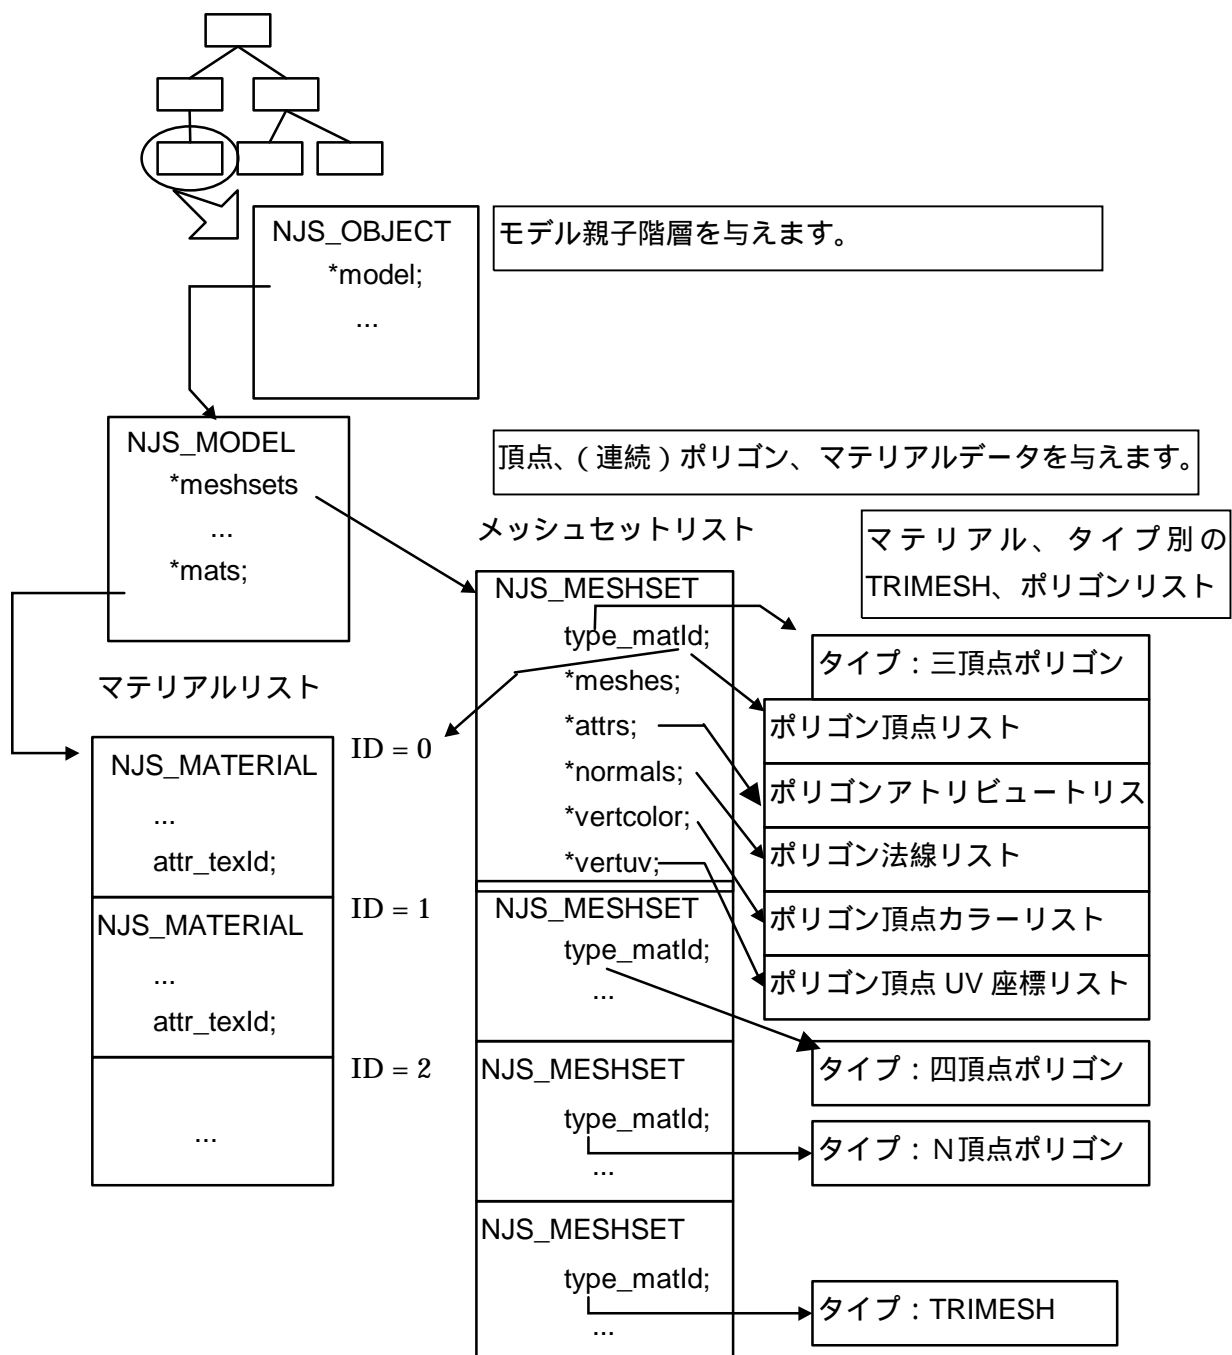 NJS_OBJECT
*model;
...
モデル親子階層を与えます。
NJS_MODEL
*meshsets
...
*mats;
頂点、（連続）ポリゴン、マテリアルデータを与えます。
メッシュセットリスト
マテリアル、タイプ別の
TRIMESH、ポリゴンリスト
マテリアルリスト
NJS_MATERIAL
...
attr_texId;
NJS_MATERIAL
...
attr_texId;
...
ID = 0
ID = 1
ID = 2
NJS_MESHSET
type_matId;
*meshes;
*attrs;
*normals;
*vertcolor;
*vertuv;
NJS_MESHSET
type_matId;
...
NJS_MESHSET
type_matId;
...
NJS_MESHSET
type_matId;
...
タイプ：三頂点ポリゴン
ポリゴン頂点リスト
ポリゴンアトリビュートリス
ポリゴン法線リスト
ポリゴン頂点カラーリスト
ポリゴン頂点 UV 座標リスト
タイプ：四頂点ポリゴン
タイプ：Ｎ頂点ポリゴン
タイプ：TRIMESH